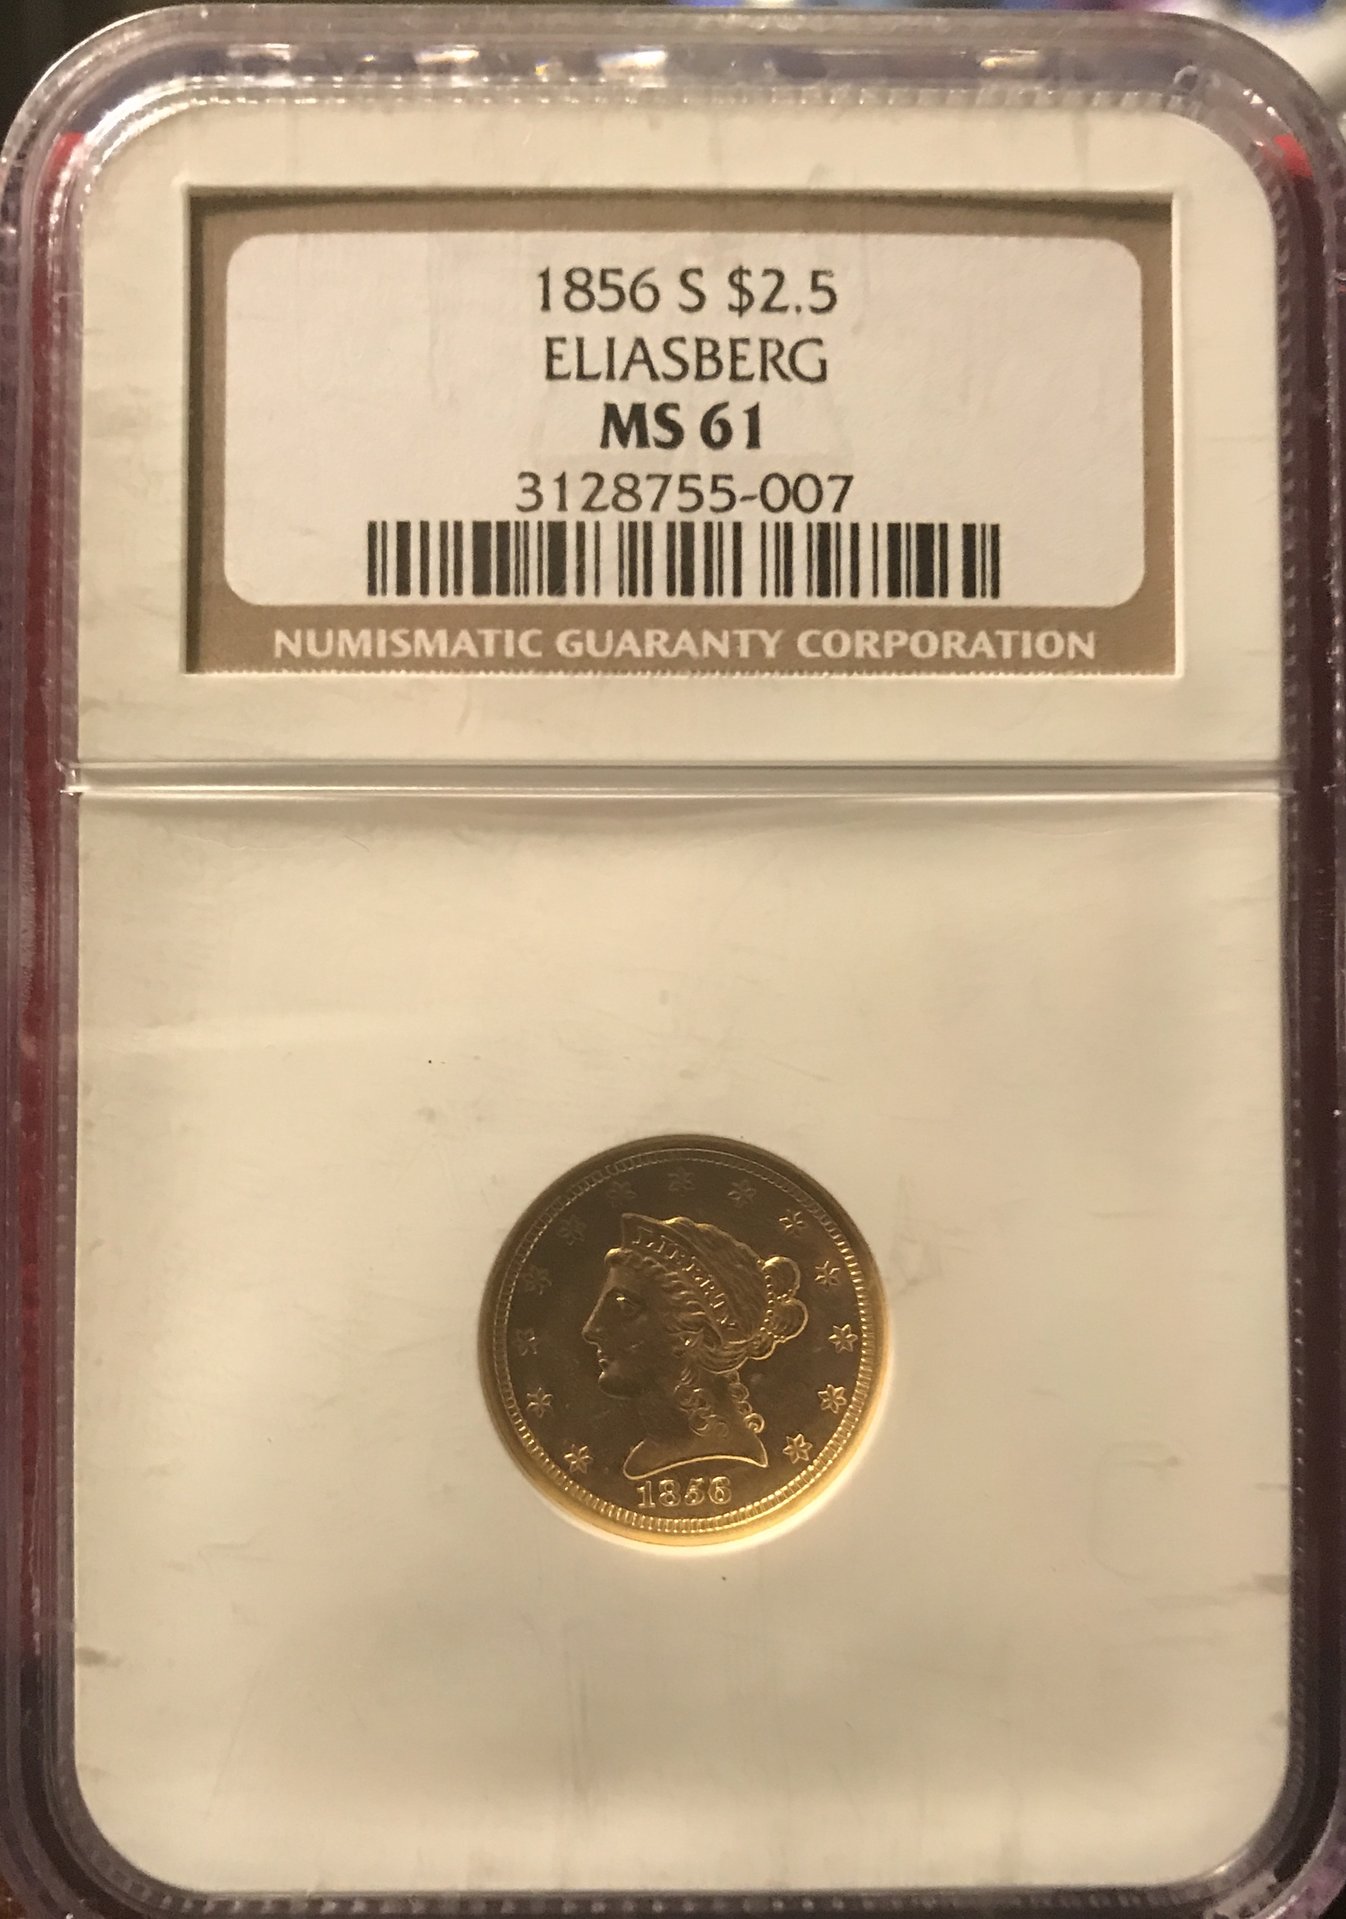 1856 S $2.5
ELIASBERG
MS 61
3128755-007
NUMISMATIC GUARANTY CORPORATION
LIBERTY
1856